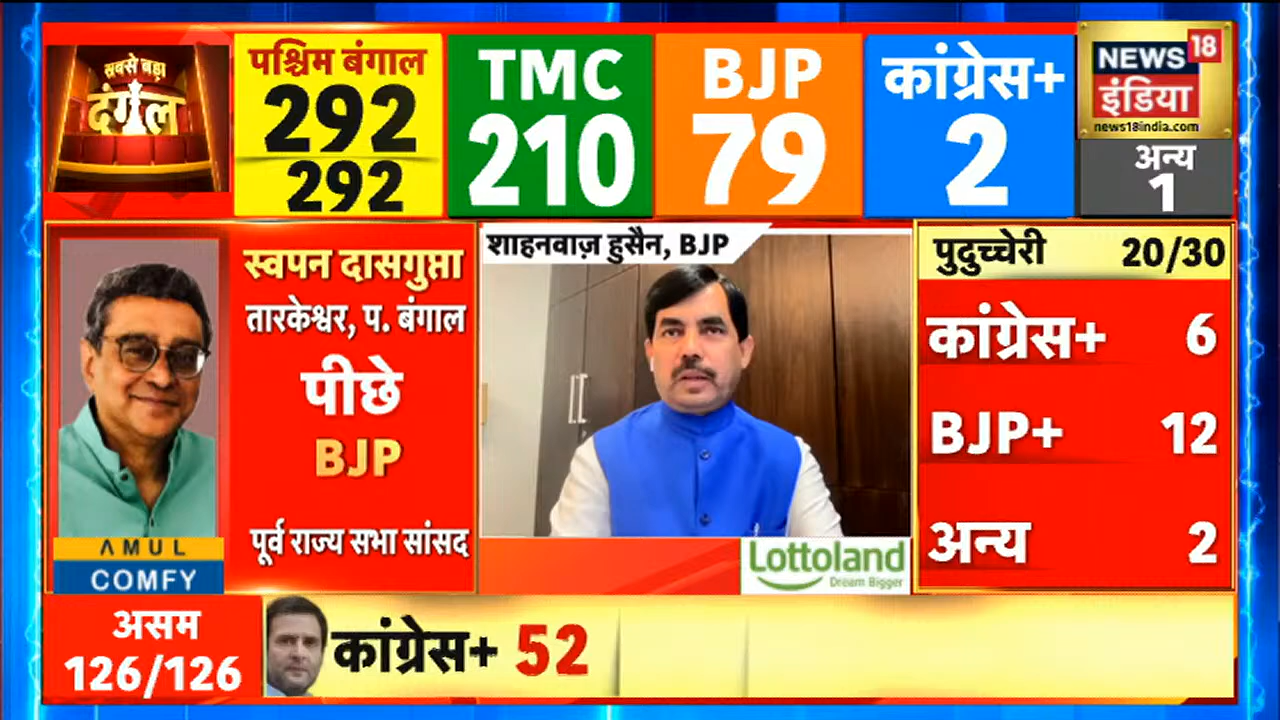 सबसे बड़ा
दंगल
पश्चिम बंगाल
292
292
TMC
210
BJP
79
कांग्रेस+
2
NEWS 18
इंडिया
news18india.com
अन्य
1
स्वपन दासगुप्ता
तारकेश्वर, प. बंगाल
पीछे
BJP
पूर्व राज्य सभा सांसद
AMUL
COMFY
शाहनवाज़ हुसैन, BJP
Lottoland
Dream Bigger
पुदुच्चेरी 20/30
कांग्रेस+ 6
BJP+ 12
अन्य 2
असम
126/126
कांग्रेस+ 52